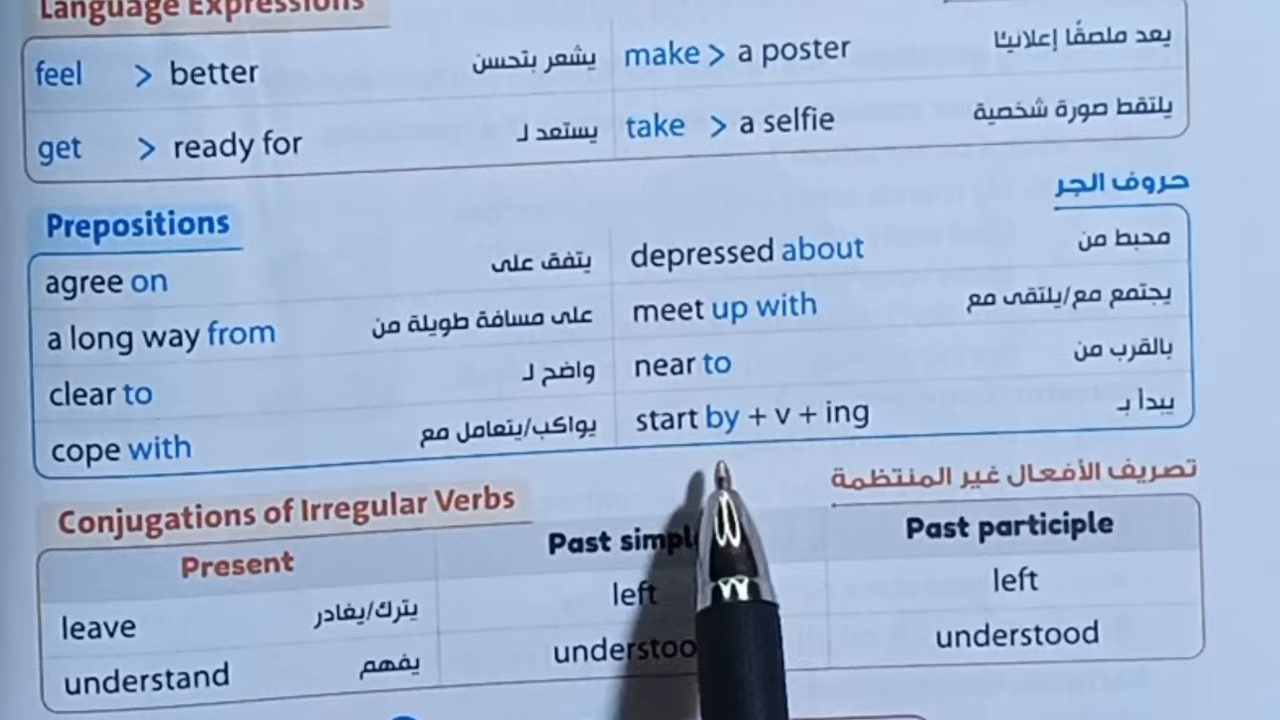 Language Expressions
feel > better يشعر بتحسن make > a poster يعد ملصقًا إعلانيًا
get > ready for يستعد لـ take > a selfie يلتقط صورة شخصية
Prepositions حروف الجر
agree on يتفق على depressed about محبط من
a long way from على مسافة طويلة من meet up with يجتمع مع/يلتقى مع
clear to واضح لـ near to بالقرب من
cope with يواكب/يتعامل مع start by + v + ing يبدأ بـ
Conjugations of Irregular Verbs تصريف الأفعال غير المنتظمة
Present Past simpl Past participle
leave يترك/يغادر left left
understand يفهم understoo understood